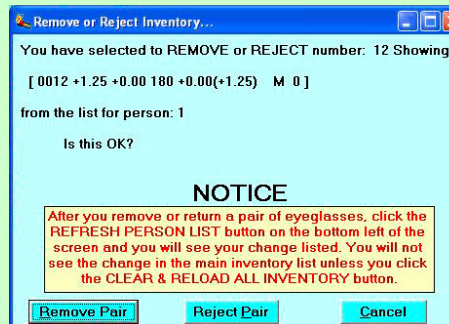 Remove or Reject Inventory...
You have selected to REMOVE or REJECT number: 12 Showing
[ 0012 +1.25 +0.00 180 +0.00(+1.25) M 0 ]
from the list for person: 1
Is this OK?
NOTICE
After you remove or return a pair of eyeglasses, click the
REFRESH PERSON LIST button on the bottom left of the
screen and you will see your change listed. You will not
see the change in the main inventory list unless you click
the CLEAR & RELOAD ALL INVENTORY button.
Remove Pair Reject Pair Cancel